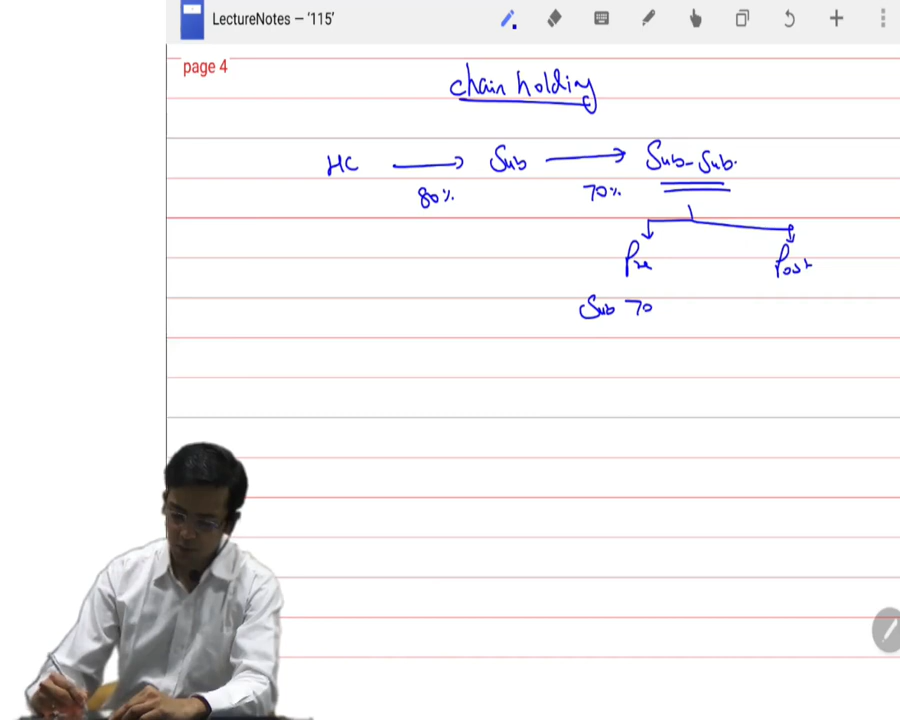 LectureNotes – '115'
page 4
chain holding
HC → Sub → Sub-Sub.
80% 70%
Pre Post
Sub 70